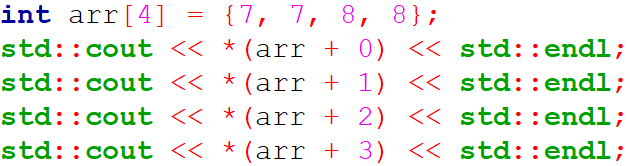 int arr[4] = {7, 7, 8, 8};
std::cout << *(arr + 0) << std::endl;
std::cout << *(arr + 1) << std::endl;
std::cout << *(arr + 2) << std::endl;
std::cout << *(arr + 3) << std::endl;